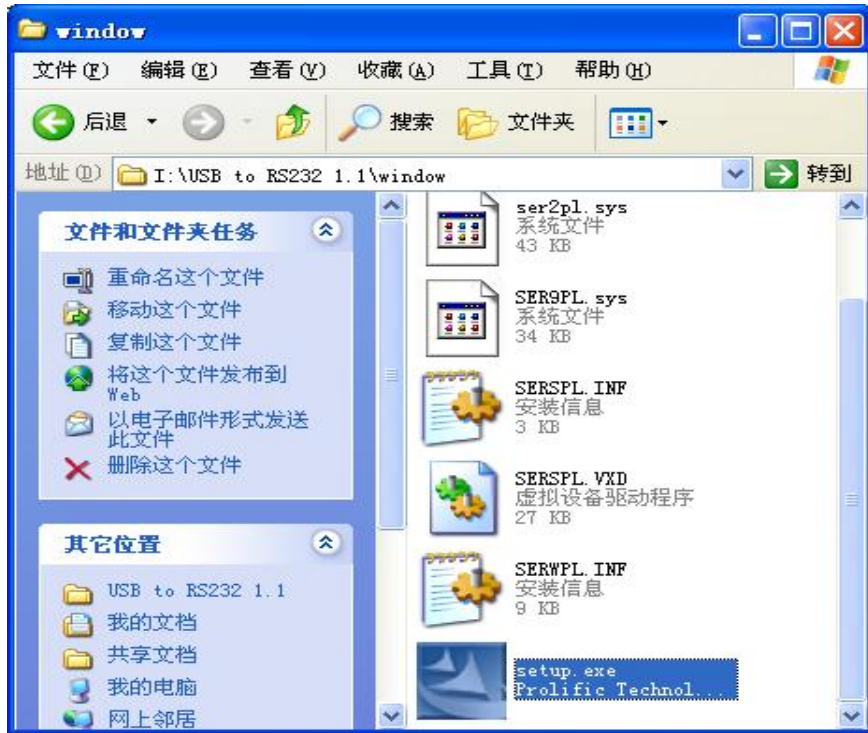 window
文件(F) 编辑(E) 查看(V) 收藏(A) 工具(T) 帮助(H)
后退 搜索 文件夹
地址(D) I:\USB to RS232 1.1\window 转到
文件和文件夹任务
重命名这个文件
移动这个文件
复制这个文件
将这个文件发布到
Web
以电子邮件形式发送
此文件
删除这个文件
其它位置
USB to RS232 1.1
我的文档
共享文档
我的电脑
网上邻居
ser2pl.sys
系统文件
43 KB
SER9PL.sys
系统文件
34 KB
SERSPL.INF
安装信息
3 KB
SERSPL.VXD
虚拟设备驱动程序
27 KB
SERWPL.INF
安装信息
9 KB
setup.exe
Prolific Technol...